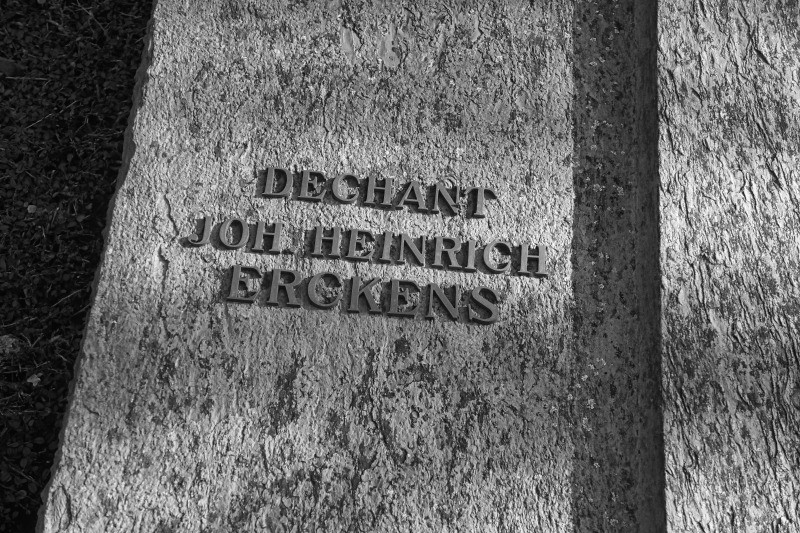 DECHANT
JOH. HEINRICH
ERCKENS